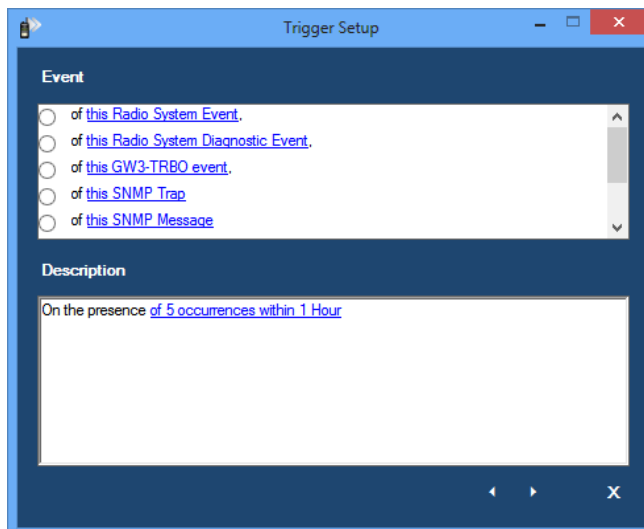 Trigger Setup
Event
of this Radio System Event,
of this Radio System Diagnostic Event,
of this GW3-TRBO event,
of this SNMP Trap
of this SNMP Message
Description
On the presence of 5 occurrences within 1 Hour
X